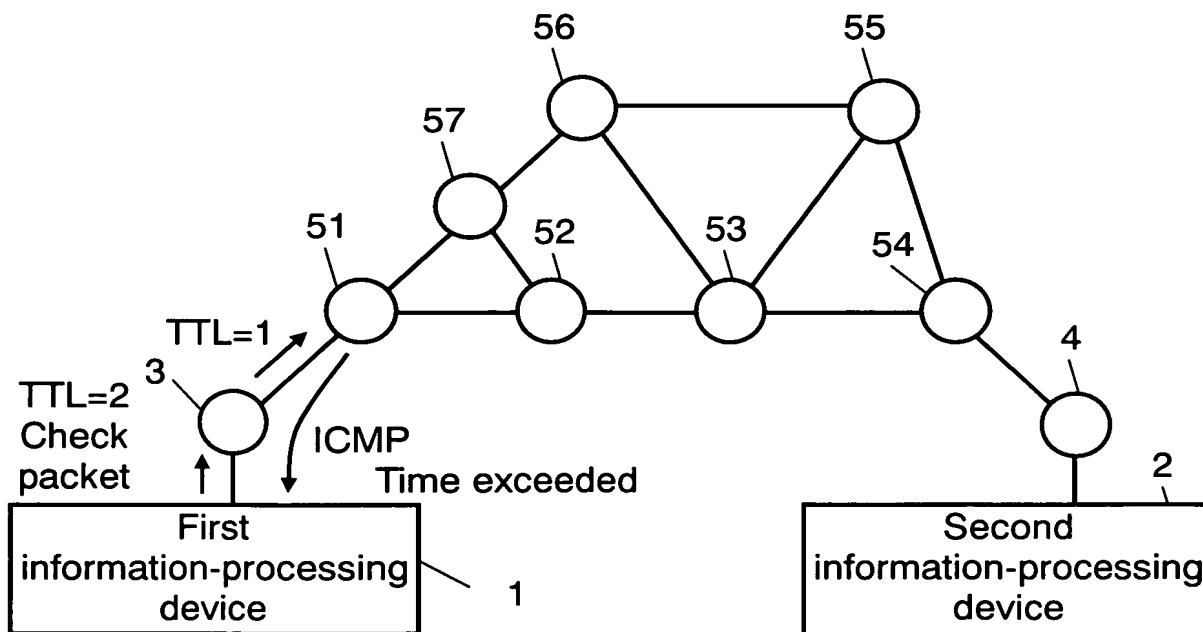 56
55
57
51
52
53
54
TTL=1
3
4
TTL=2
Check
packet
ICMP
Time exceeded
2
First
information-processing
device
1
Second
information-processing
device